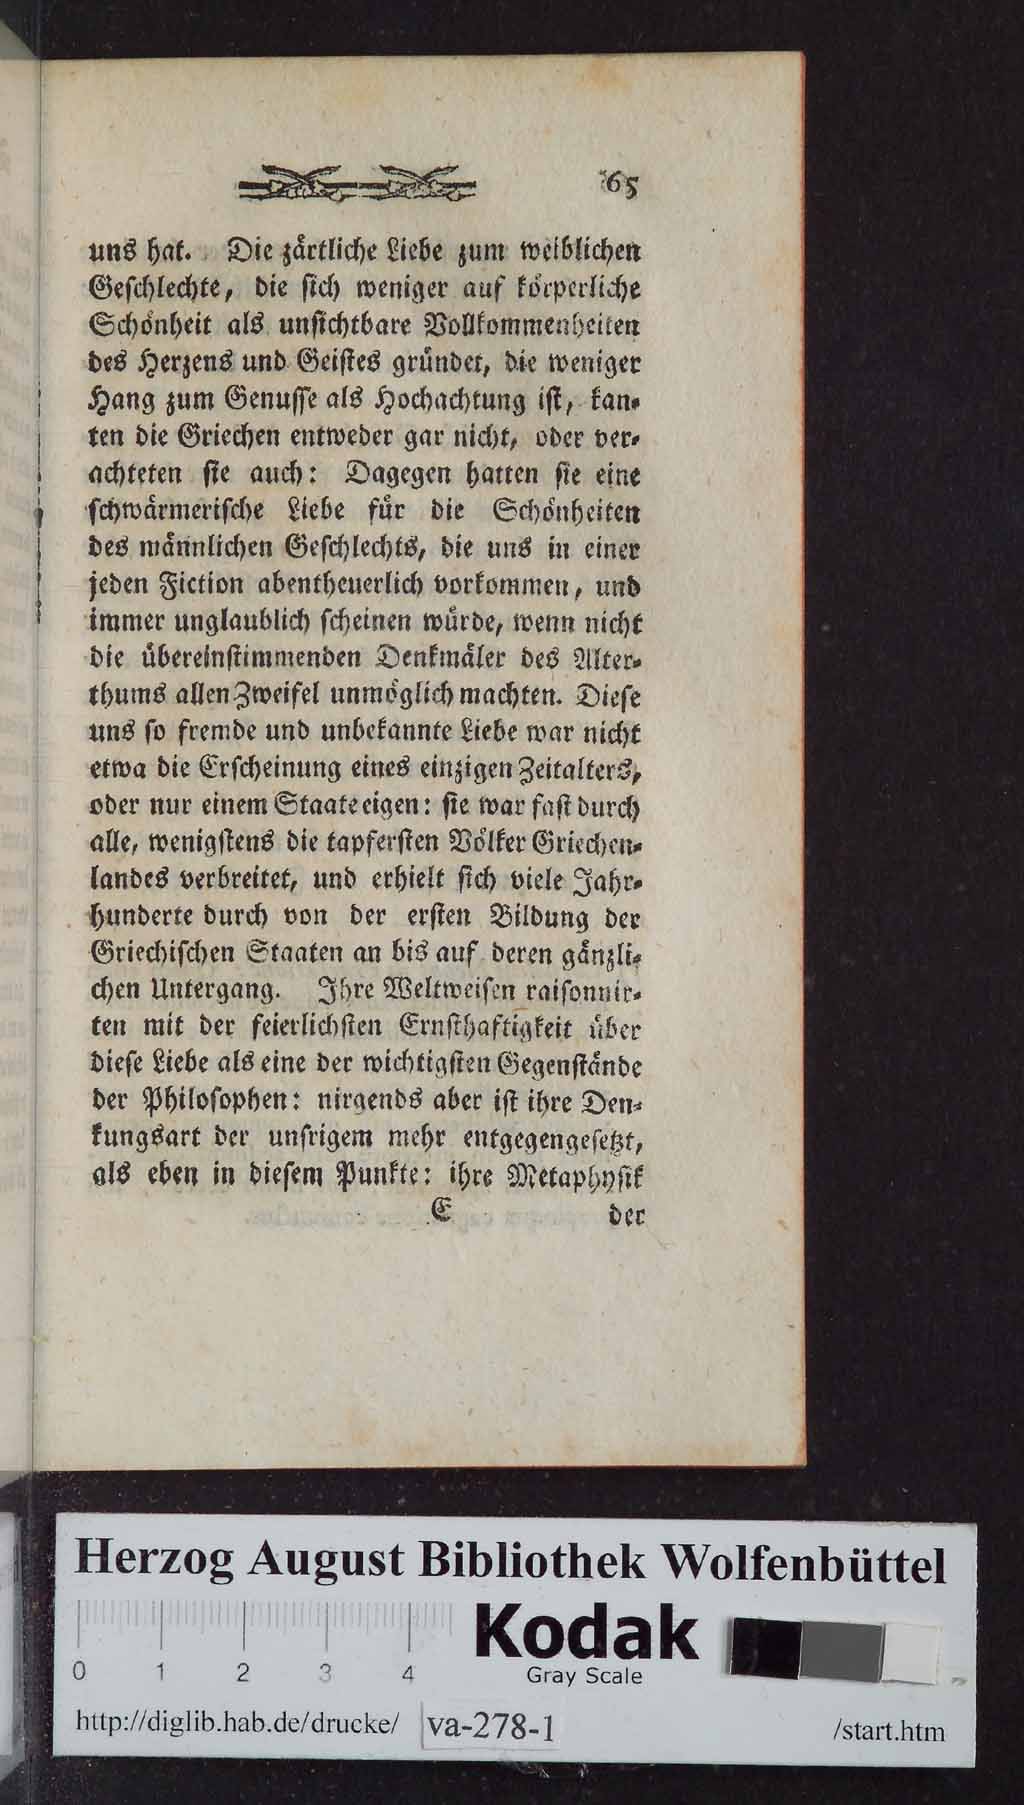 65
uns hat. Die zärtliche Liebe zum weiblichen
Geschlechte, die sich weniger auf körperliche
Schönheit als unsichtbare Vollkommenheiten
des Herzens und Geistes gründet, die weniger
Hang zum Genusse als Hochachtung ist, kan-
ten die Griechen entweder gar nicht, oder ver-
achteten sie auch: Dagegen hatten sie eine
schwärmerische Liebe für die Schönheiten
des männlichen Geschlechts, die uns in einer
jeden Fiction abentheuerlich vorkommen, und
immer unglaublich scheinen würde, wenn nicht
die übereinstimmenden Denkmäler des Alter-
thums allen Zweifel unmöglich machten. Diese
uns so fremde und unbekannte Liebe war nicht
etwa die Erscheinung eines einzigen Zeitalters,
oder nur einem Staate eigen: sie war fast durch
alle, wenigstens die tapfersten Völker Griechen-
landes verbreitet, und erhielt sich viele Jahr-
hunderte durch von der ersten Bildung der
Griechischen Staaten an bis auf deren gänzli-
chen Untergang. Ihre Weltweisen raisonnir-
ten mit der feierlichsten Ernsthaftigkeit über
diese Liebe als eine der wichtigsten Gegenstände
der Philosophen: nirgends aber ist ihre Den-
kungsart der unsrigem mehr entgegengesetzt,
als eben in diesem Punkte: ihre Metaphysik
E der
Herzog August Bibliothek Wolfenbüttel
0 1 2 3 4
Kodak
Gray Scale
http://diglib.hab.de/drucke/ va-278-1 /start.htm